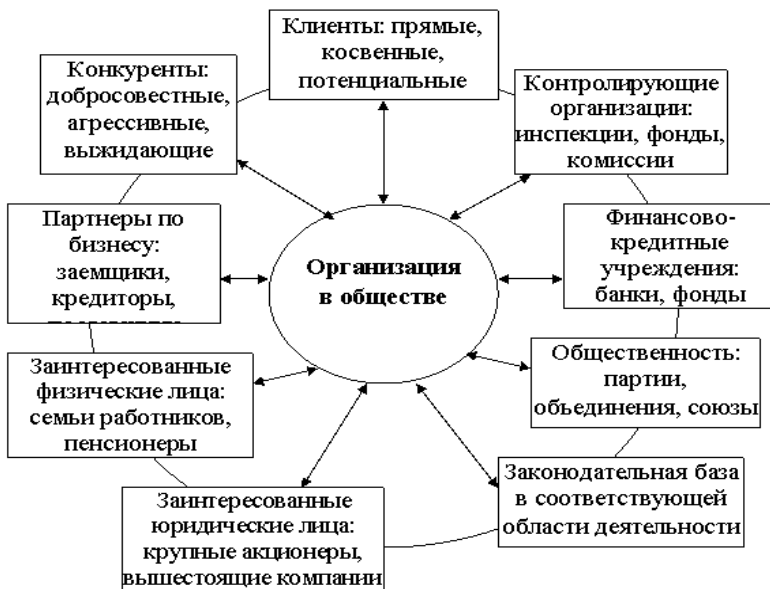 Клиенты: прямые,
косвенные,
потенциальные
Конкуренты:
добросовестные,
агрессивные,
выжидающие
Контролирующие
организации:
инспекции, фонды,
комиссии
Партнеры по
бизнесу:
заемщики,
кредиторы,
Организация
в обществе
Финансово-
кредитные
учреждения:
банки, фонды
Заинтересованные
физические лица:
семьи работников,
пенсионеры
Общественность:
партии,
объединения, союзы
Заинтересованные
юридические лица:
крупные акционеры,
вышестоящие компании
Законодательная база
в соответствующей
области деятельности